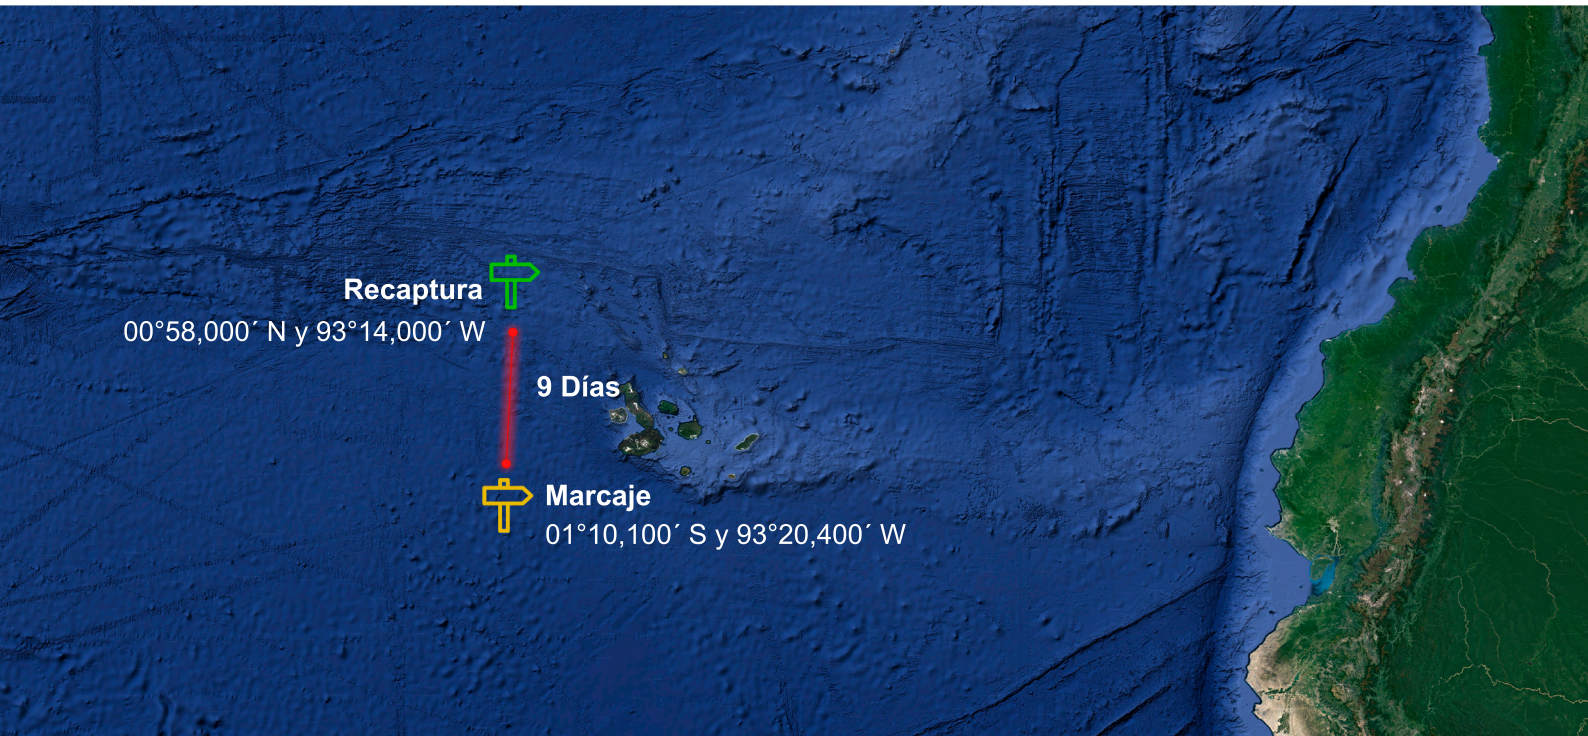 Recaptura
00°58,000´ N y 93°14,000´ W
9 Días
Marcaje
01°10,100´ S y 93°20,400´ W